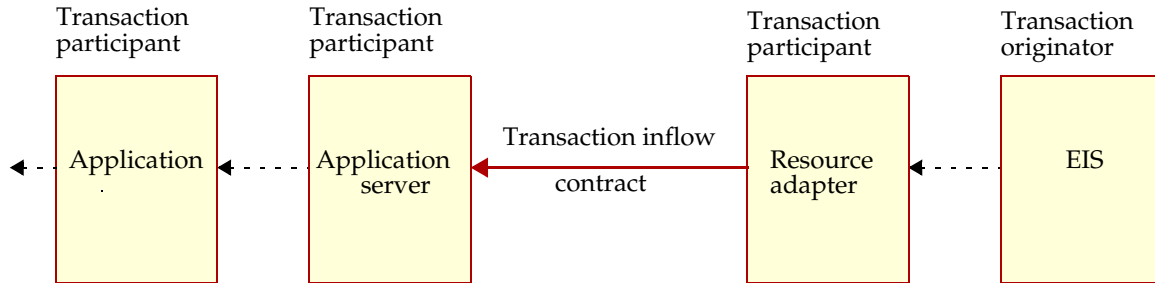 Transaction participant
Transaction participant
Transaction participant
Transaction originator
Application
Application server
Transaction inflow contract
Resource adapter
EIS